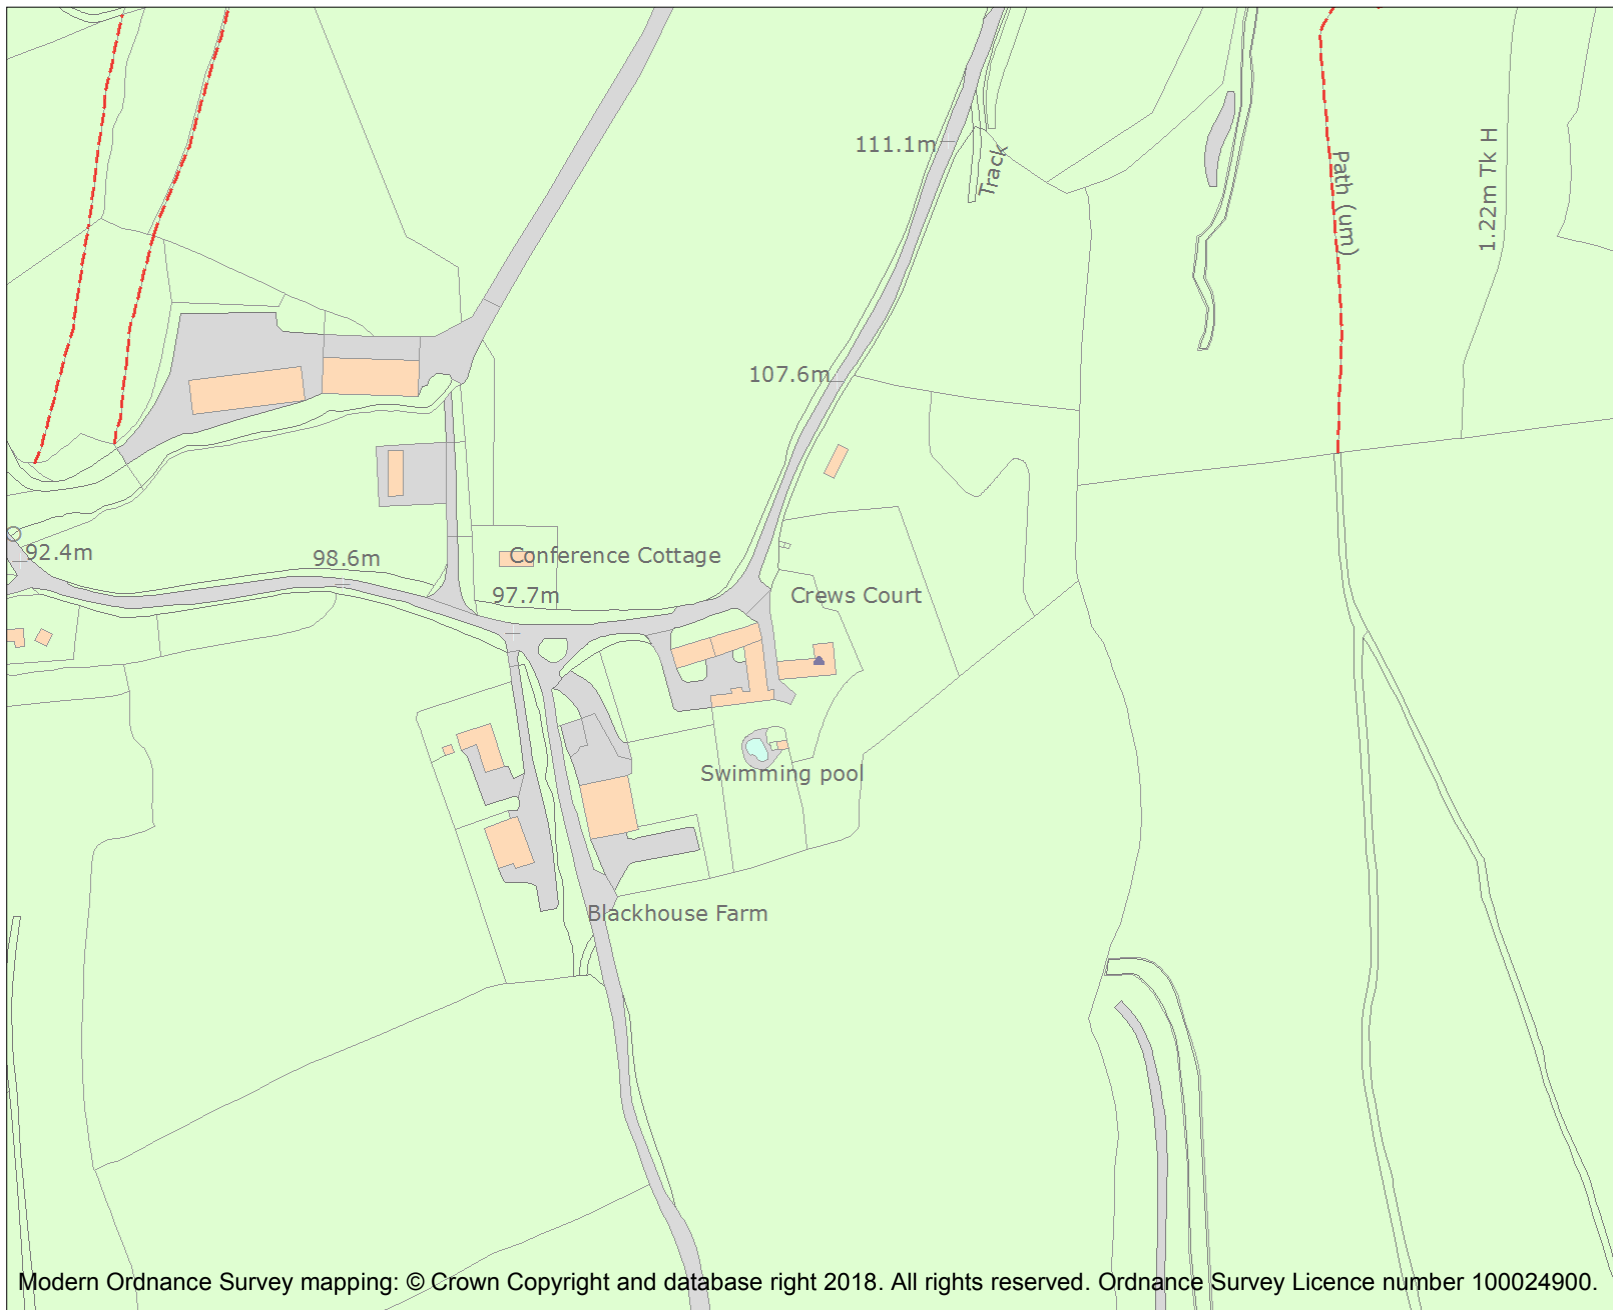 111.1m
Track
Path (um)
1.22m Tk H
107.6m
92.4m
98.6m
Conference Cottage
97.7m
Crews Court
Swimming pool
Blackhouse Farm
Modern Ordnance Survey mapping: © Crown Copyright and database right 2018. All rights reserved. Ordnance Survey Licence number 100024900.